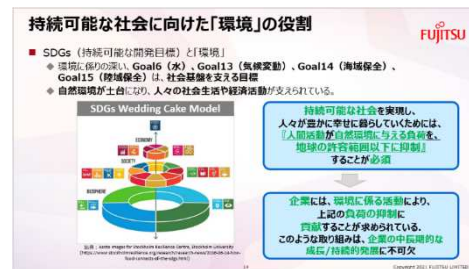 持続可能な社会に向けた「環境」の役割
FUJITSU
■ SDGs（持続可能な開発目標）と「環境」
◆ 環境に係りの深い、Goal6（水）、Goal13（気候変動）、Goal14（海域保全）、
Goal15（陸域保全）は、社会基盤を支える目標
◆ 自然環境が土台になり、人々の社会生活や経済活動が支えられている。
SDGs Wedding Cake Model
ECONOMY
SOCIETY
BIOSPHERE
持続可能な社会を実現し、
人々が豊かに幸せに暮らしていくためには、
『人間活動が自然環境に与える負荷を、
地球の許容範囲以下に抑制』
することが必須
企業には、環境に係る活動により、
上記の負荷の抑制に
貢献することが求められている。
このような取り組みは、企業の中長期的な
成長/持続的発展に不可欠
Copyright 2021 FUJITSU LIMITED